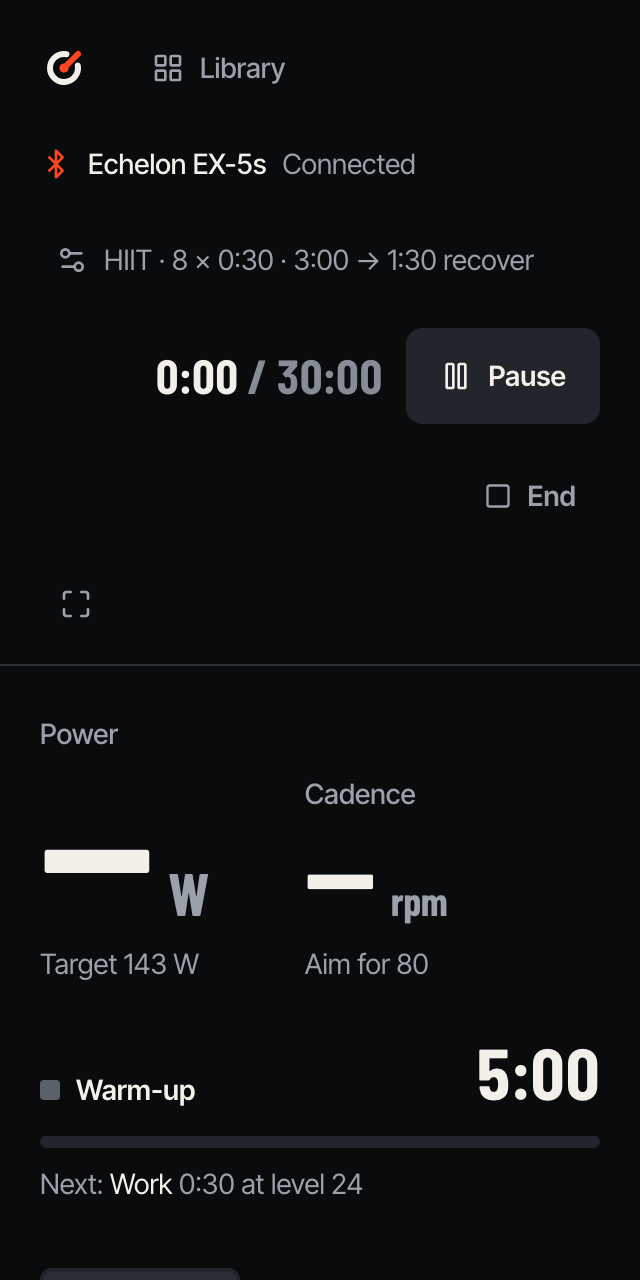 Library
Echelon EX-5s Connected
HIIT · 8 × 0:30 · 3:00 → 1:30 recover
0:00 / 30:00 Pause
End
Power
Cadence
— W
— rpm
Target 143 W
Aim for 80
Warm-up 5:00
Next: Work 0:30 at level 24